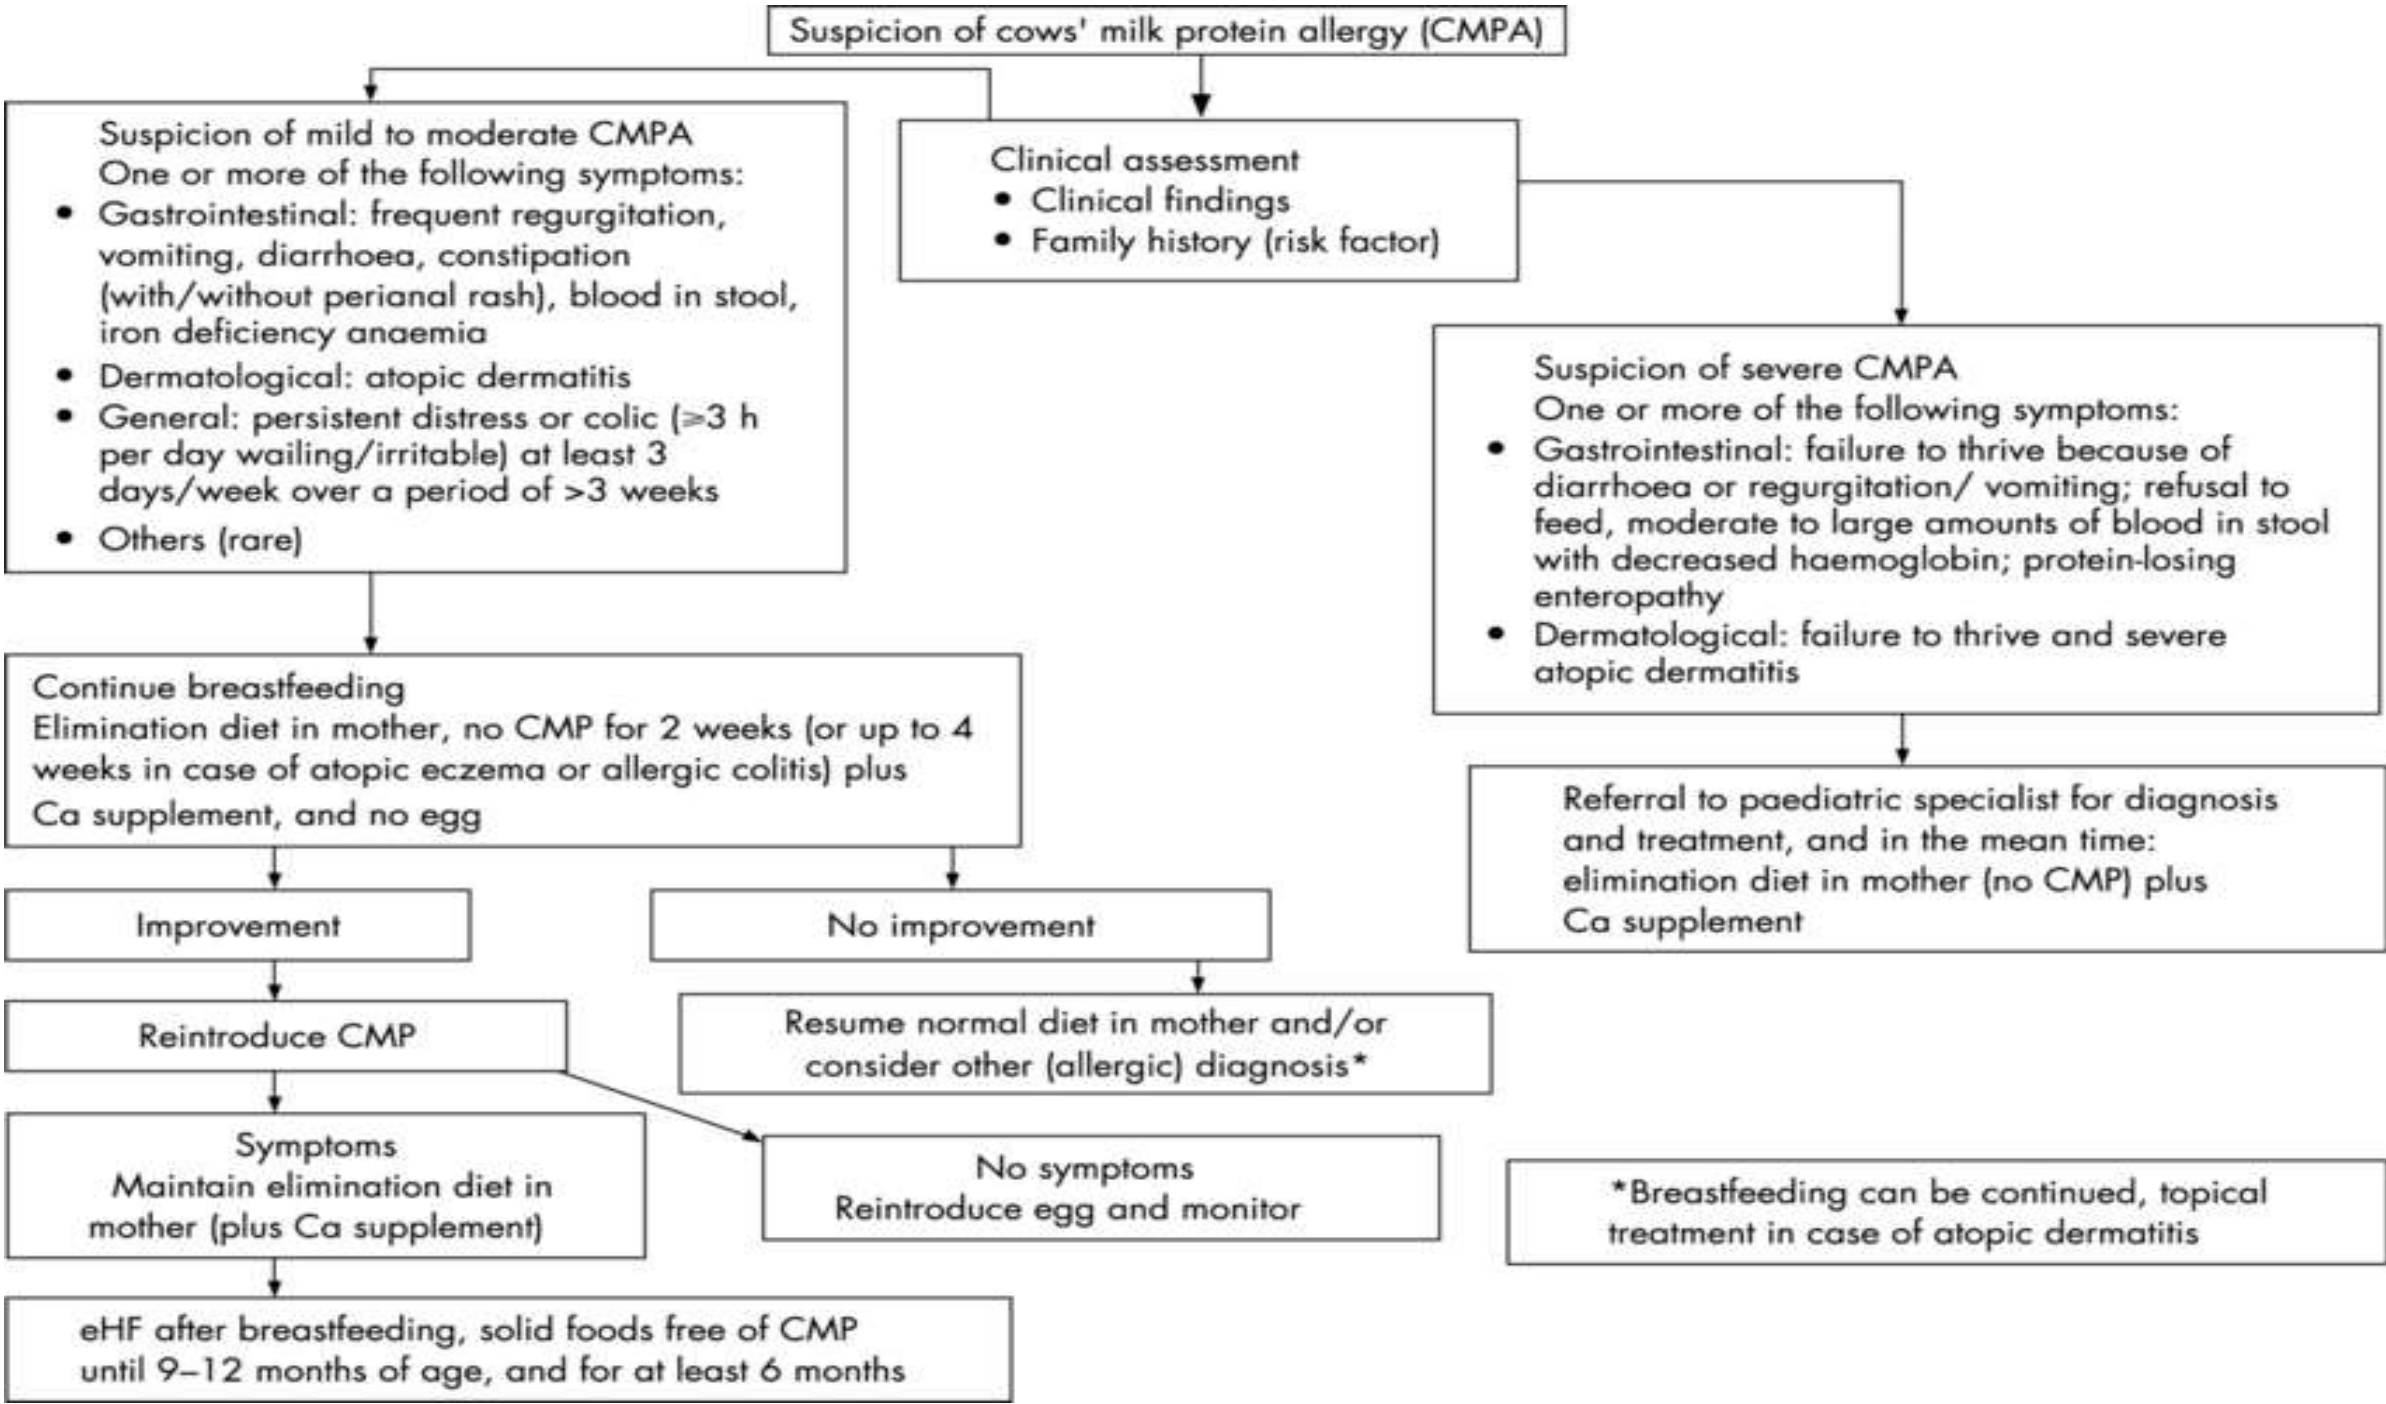 Suspicion of cows' milk protein allergy (CMPA)
Clinical assessment
• Clinical findings
• Family history (risk factor)
Suspicion of mild to moderate CMPA
One or more of the following symptoms:
• Gastrointestinal: frequent regurgitation,
vomiting, diarrhoea, constipation
(with/without perianal rash), blood in stool,
iron deficiency anaemia
• Dermatological: atopic dermatitis
• General: persistent distress or colic (⩾3 h
per day wailing/irritable) at least 3
days/week over a period of >3 weeks
• Others (rare)
Suspicion of severe CMPA
One or more of the following symptoms:
• Gastrointestinal: failure to thrive because of
diarrhoea or regurgitation/ vomiting; refusal to
feed, moderate to large amounts of blood in stool
with decreased haemoglobin; protein-losing
enteropathy
• Dermatological: failure to thrive and severe
atopic dermatitis
Continue breastfeeding
Elimination diet in mother, no CMP for 2 weeks (or up to 4
weeks in case of atopic eczema or allergic colitis) plus
Ca supplement, and no egg
Referral to paediatric specialist for diagnosis
and treatment, and in the mean time:
elimination diet in mother (no CMP) plus
Ca supplement
Improvement
No improvement
Reintroduce CMP
Resume normal diet in mother and/or
consider other (allergic) diagnosis*
Symptoms
Maintain elimination diet in
mother (plus Ca supplement)
No symptoms
Reintroduce egg and monitor
*Breastfeeding can be continued, topical
treatment in case of atopic dermatitis
eHF after breastfeeding, solid foods free of CMP
until 9–12 months of age, and for at least 6 months